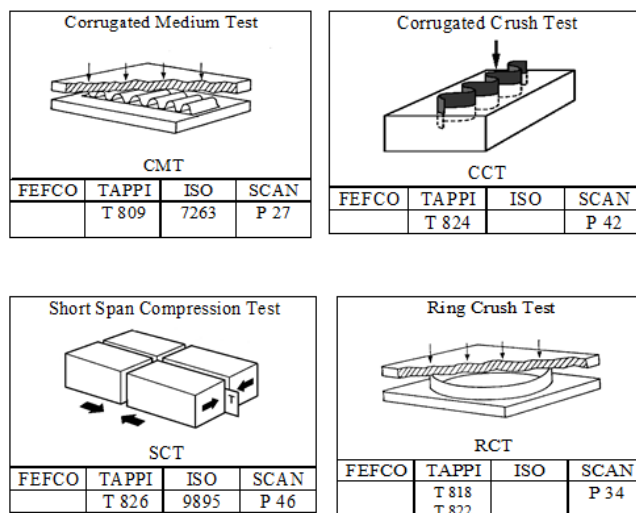 Corrugated Medium Test
CMT
FEFCO TAPPI ISO SCAN
T 809 7263 P 27
Corrugated Crush Test
CCT
FEFCO TAPPI ISO SCAN
T 824 P 42
Short Span Compression Test
T
SCT
FEFCO TAPPI ISO SCAN
T 826 9895 P 46
Ring Crush Test
RCT
FEFCO TAPPI ISO SCAN
T 818 P 34
T 822